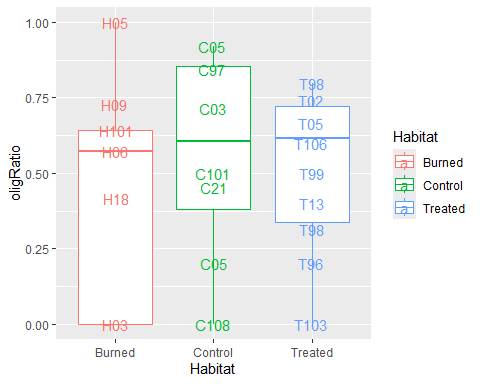 1.00
0.75
0.50
0.25
0.00
oligRatio
H05
H09
H101
H06
H18
H03
C05
C97
C03
C101
C21
C05
C108
T98
T02
T05
T106
T99
T13
T98
T96
T103
Burned Control Treated
Habitat
Habitat
a Burned
a Control
a Treated